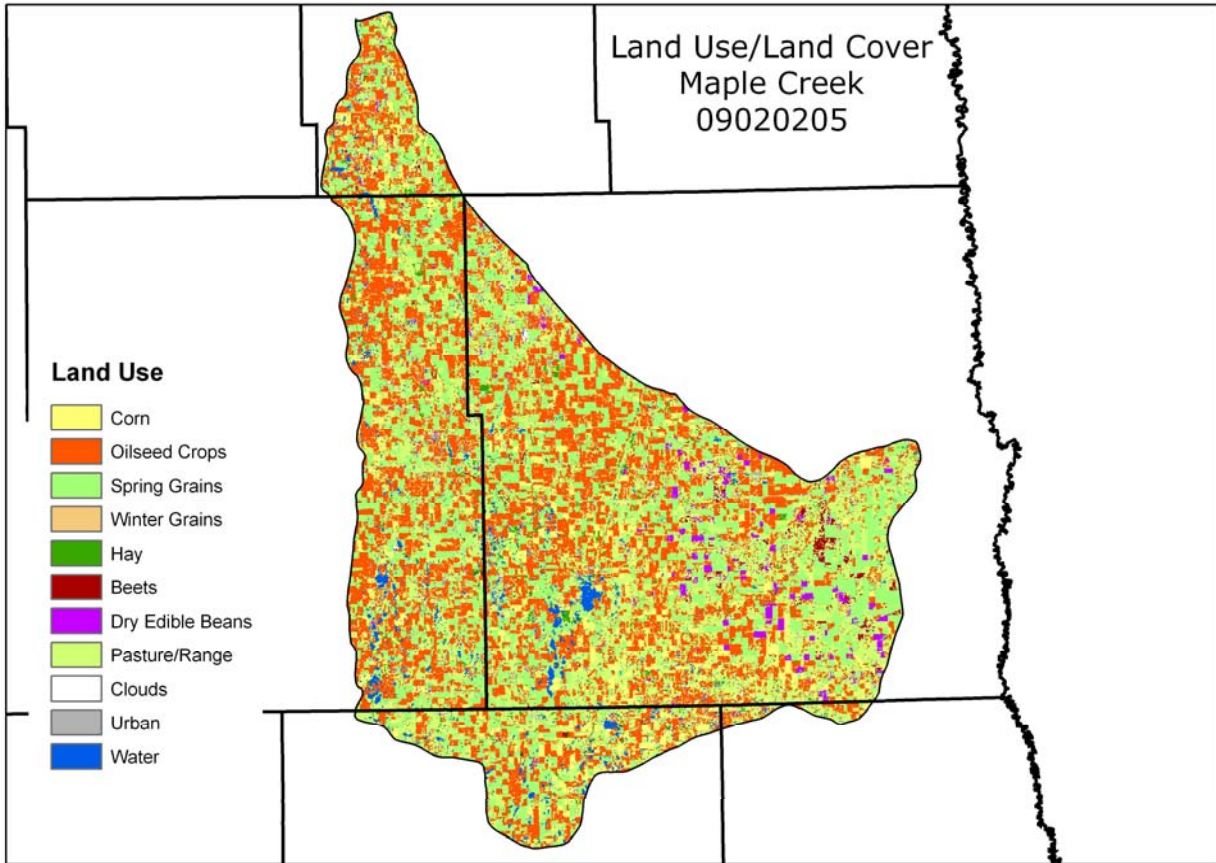 Land Use/Land Cover
Maple Creek
09020205
Land Use
Corn
Oilseed Crops
Spring Grains
Winter Grains
Hay
Beets
Dry Edible Beans
Pasture/Range
Clouds
Urban
Water